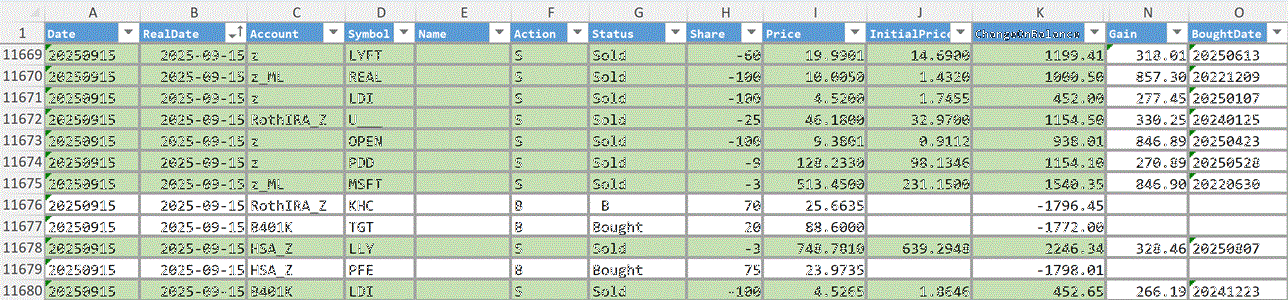 A B C D E F G H I J K N O
1 Date RealDate Account Symbol Name Action Status Share Price InitialPrice ChangeOnBalance Gain BoughtDate
11669 20250915 2025-09-15 z LYFT S Sold -60 19.9901 14.6900 1199.41 318.01 20250613
11670 20250915 2025-09-15 z_ML REAL S Sold -100 10.0050 1.4320 1000.50 857.30 20221209
11671 20250915 2025-09-15 z LDI S Sold -100 4.5200 1.7455 452.00 277.45 20250107
11672 20250915 2025-09-15 RothIRA_Z U___ S Sold -25 46.1800 32.9700 1154.50 330.25 20240125
11673 20250915 2025-09-15 z OPEN S Sold -100 9.3801 0.9112 938.01 846.89 20250423
11674 20250915 2025-09-15 z PDD S Sold -9 128.2330 98.1346 1154.10 270.89 20250528
11675 20250915 2025-09-15 z_ML MSFT S Sold -3 513.4500 231.1500 1540.35 846.90 20220630
11676 20250915 2025-09-15 RothIRA_Z KHC B B 70 25.6635 -1796.45
11677 20250915 2025-09-15 B401K TGT B Bought 20 88.6000 -1772.00
11678 20250915 2025-09-15 HSA_Z LLY S Sold -3 748.7810 639.2948 2246.34 328.46 20250807
11679 20250915 2025-09-15 HSA_Z PFE B Bought 75 23.9735 -1798.01
11680 20250915 2025-09-15 B401K LDI S Sold -100 4.5265 1.8646 452.65 266.19 20241223